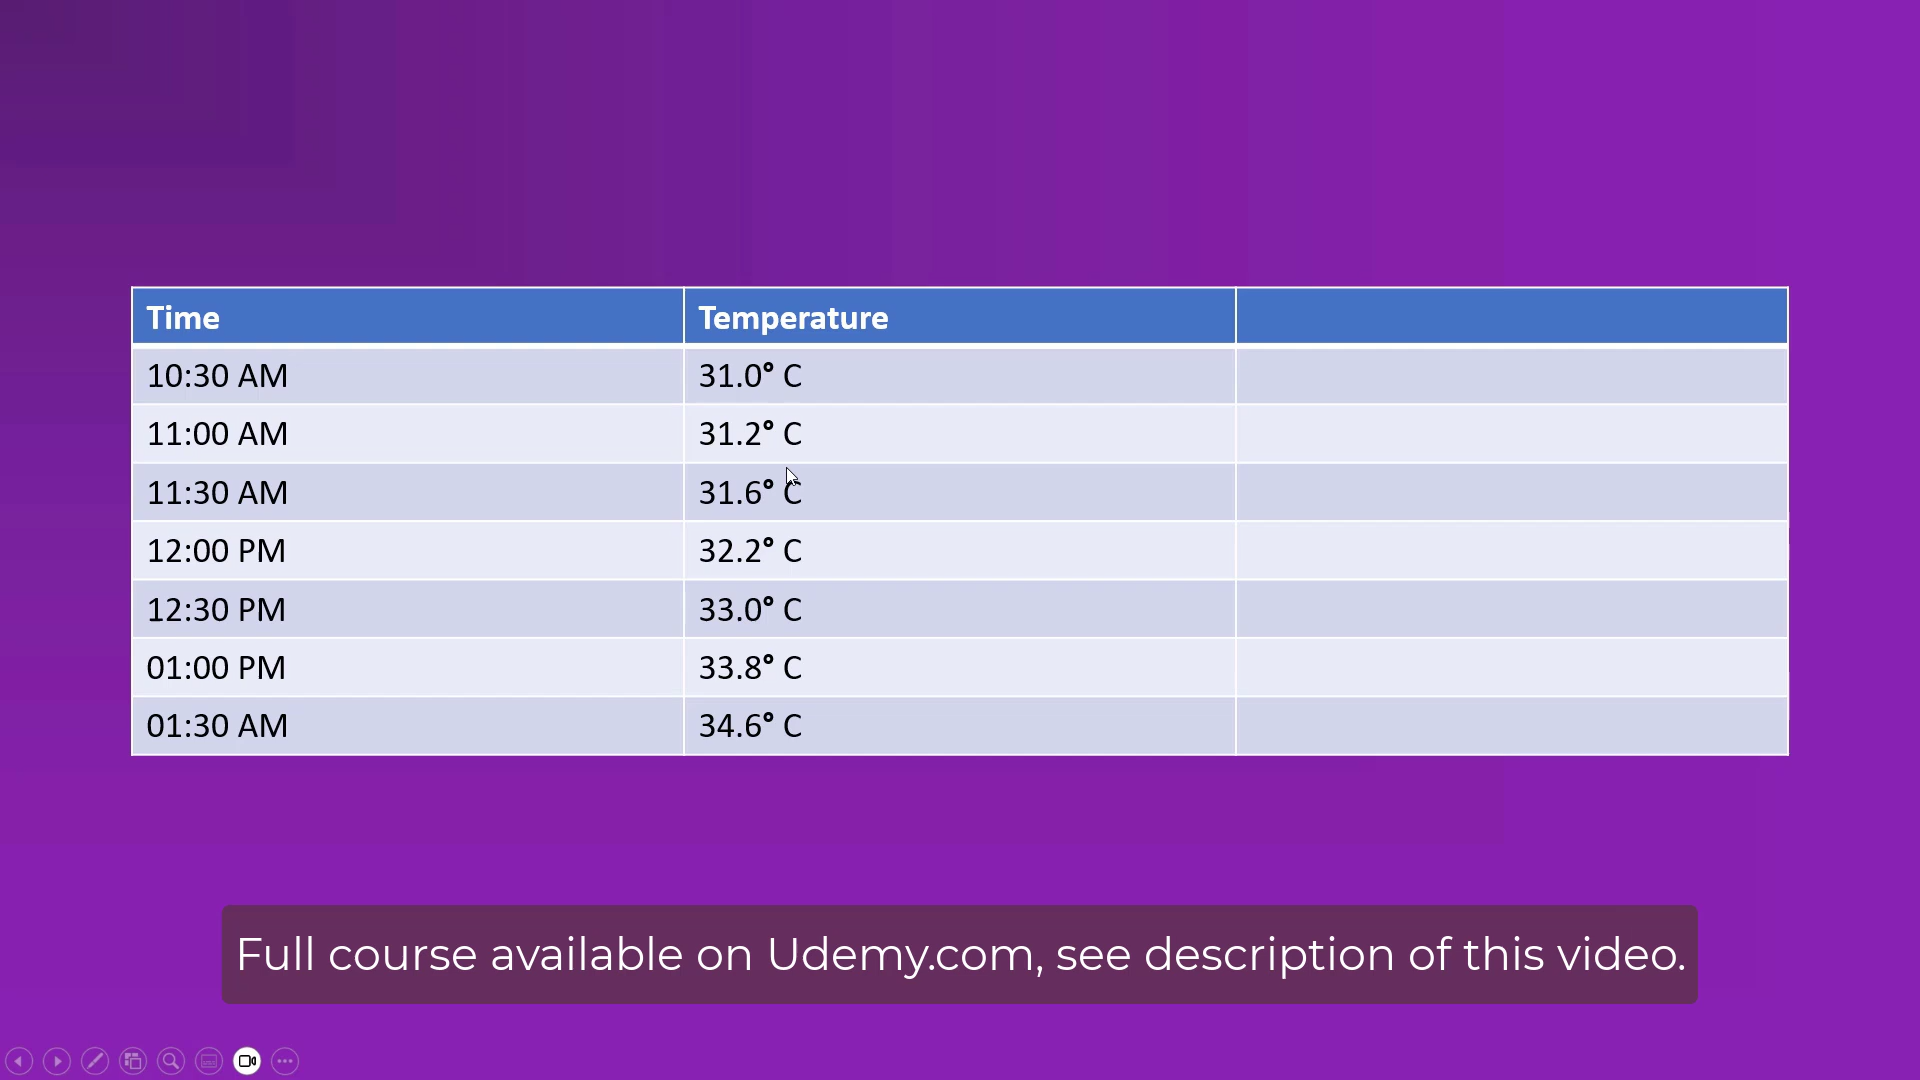 Time Temperature
10:30 AM 31.0° C
11:00 AM 31.2° C
11:30 AM 31.6° C
12:00 PM 32.2° C
12:30 PM 33.0° C
01:00 PM 33.8° C
01:30 AM 34.6° C
Full course available on Udemy.com, see description of this video.